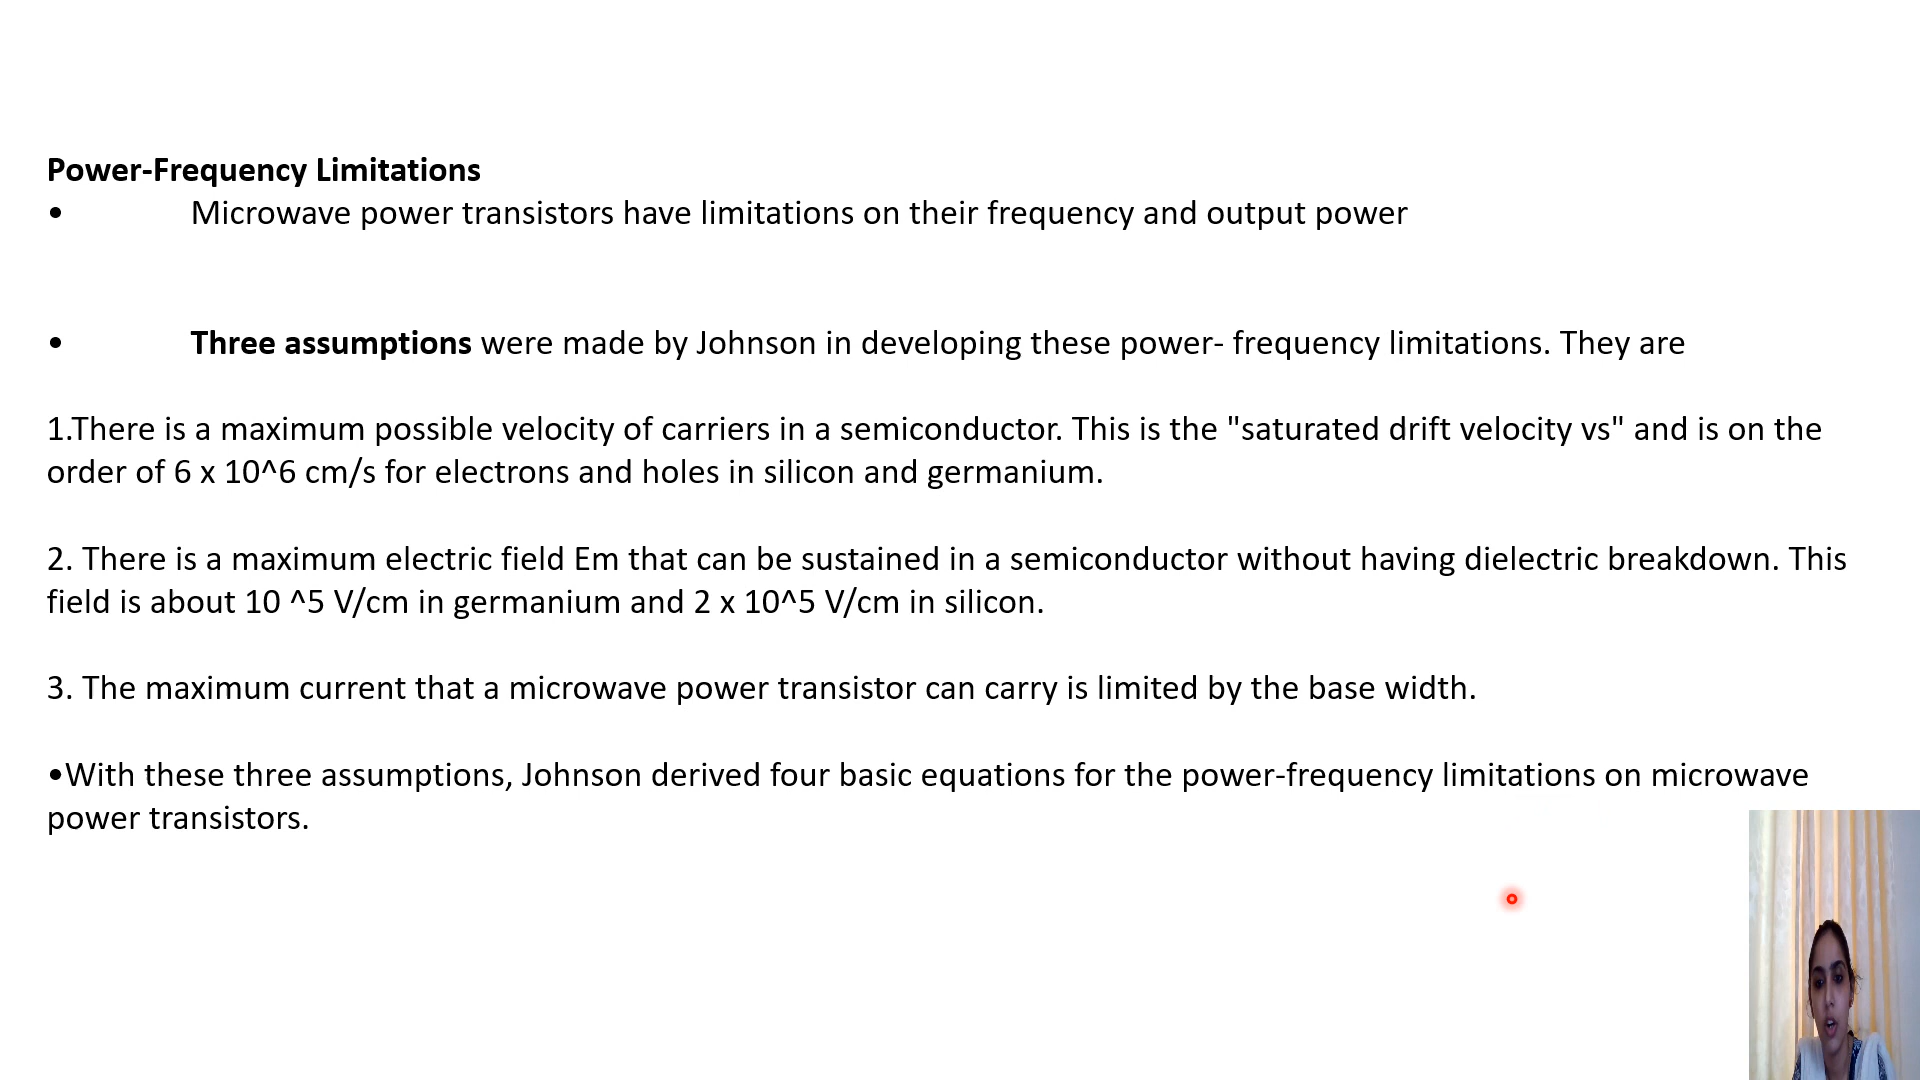 Power-Frequency Limitations
• Microwave power transistors have limitations on their frequency and output power
• Three assumptions were made by Johnson in developing these power- frequency limitations. They are
1.There is a maximum possible velocity of carriers in a semiconductor. This is the "saturated drift velocity vs" and is on the
order of 6 x 10^6 cm/s for electrons and holes in silicon and germanium.
2. There is a maximum electric field Em that can be sustained in a semiconductor without having dielectric breakdown. This
field is about 10 ^5 V/cm in germanium and 2 x 10^5 V/cm in silicon.
3. The maximum current that a microwave power transistor can carry is limited by the base width.
•With these three assumptions, Johnson derived four basic equations for the power-frequency limitations on microwave
power transistors.